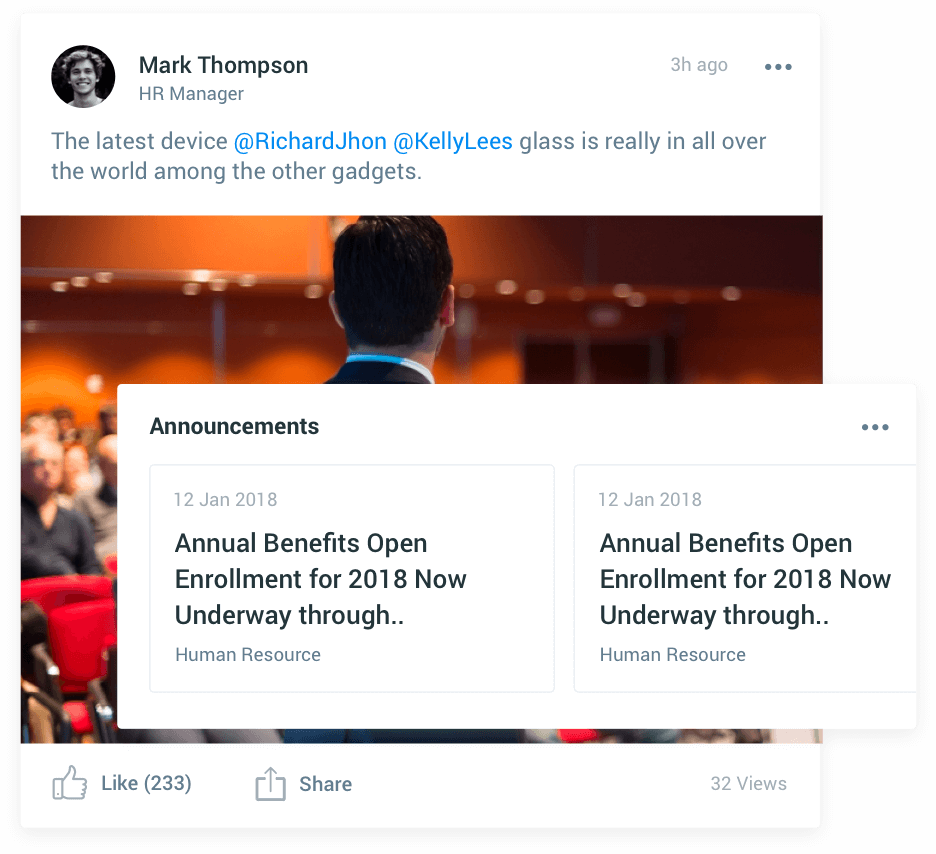 Mark Thompson
3h ago
HR Manager
The latest device @RichardJhon @KellyLees glass is really in all over
the world among the other gadgets.
Announcements
12 Jan 2018
Annual Benefits Open
Enrollment for 2018 Now
Underway through..
Human Resource
12 Jan 2018
Annual Benefits Open
Enrollment for 2018 Now
Underway through..
Human Resource
Like (233)
Share
32 Views